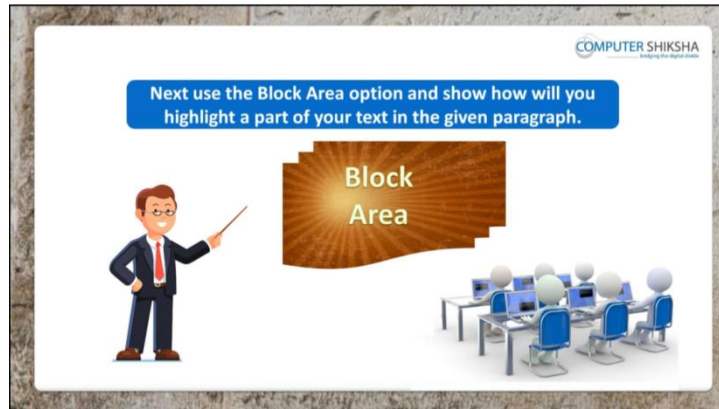 COMPUTER SHIKSHA
bridging the digital divide
Next use the Block Area option and show how will you
highlight a part of your text in the given paragraph.
Block
Area